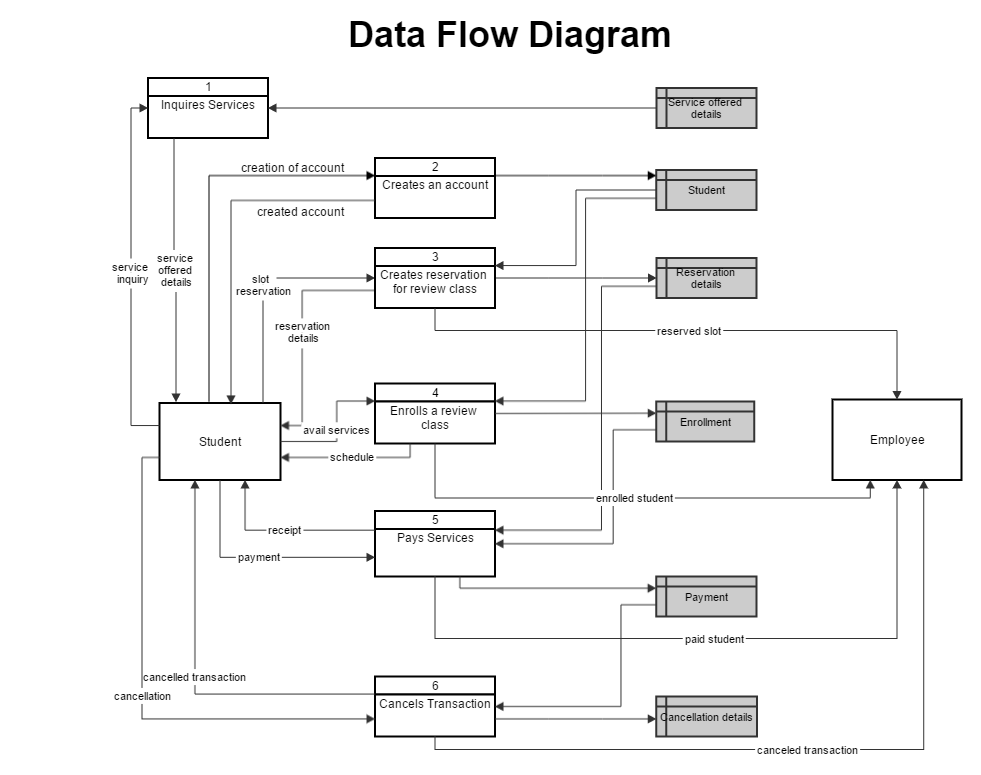 Data Flow Diagram
1
Inquires Services
Service offered
details
creation of account
2
Creates an account
created account
Student
service
inquiry
service
offered
details
slot
reservation
3
Creates reservation
for review class
Reservation
details
reservation
details
reserved slot
4
Enrolls a review
class
avail services
schedule
Enrollment
Student
Employee
enrolled student
5
Pays Services
receipt
payment
Payment
paid student
cancelled transaction
cancellation
6
Cancels Transaction
Cancellation details
canceled transaction